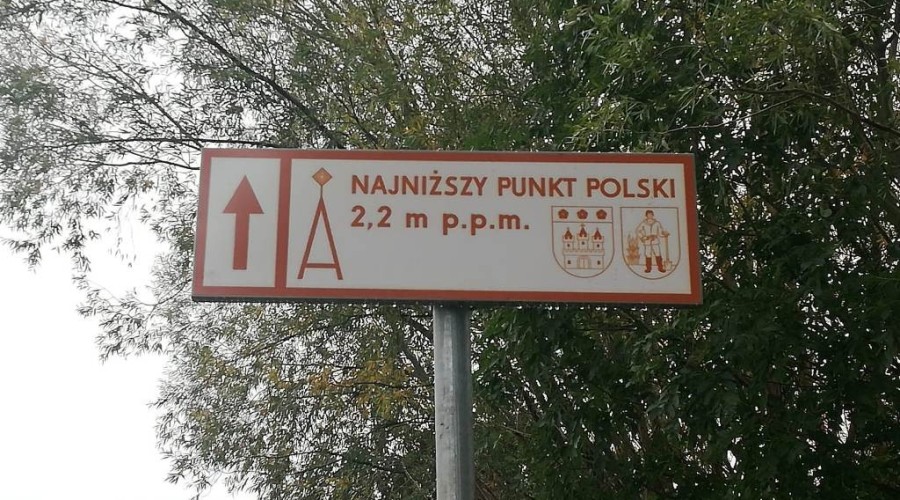 NAJNIŻSZY PUNKT POLSKI
2,2 m p.p.m.